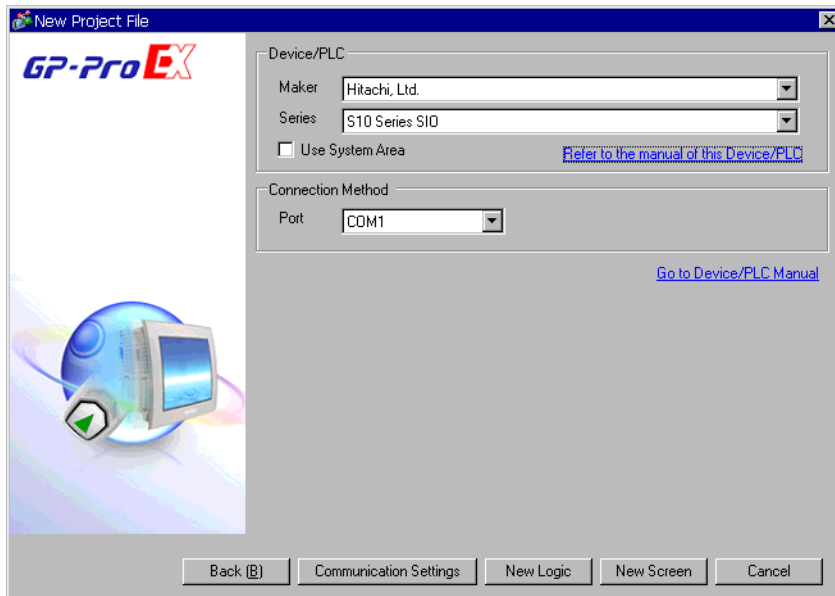 New Project File
GP-Pro EX
Device/PLC
Maker Hitachi, Ltd.
Series S10 Series SIO
Use System Area Refer to the manual of this Device/PLC
Connection Method
Port COM1
Go to Device/PLC Manual
Back (B) Communication Settings New Logic New Screen Cancel